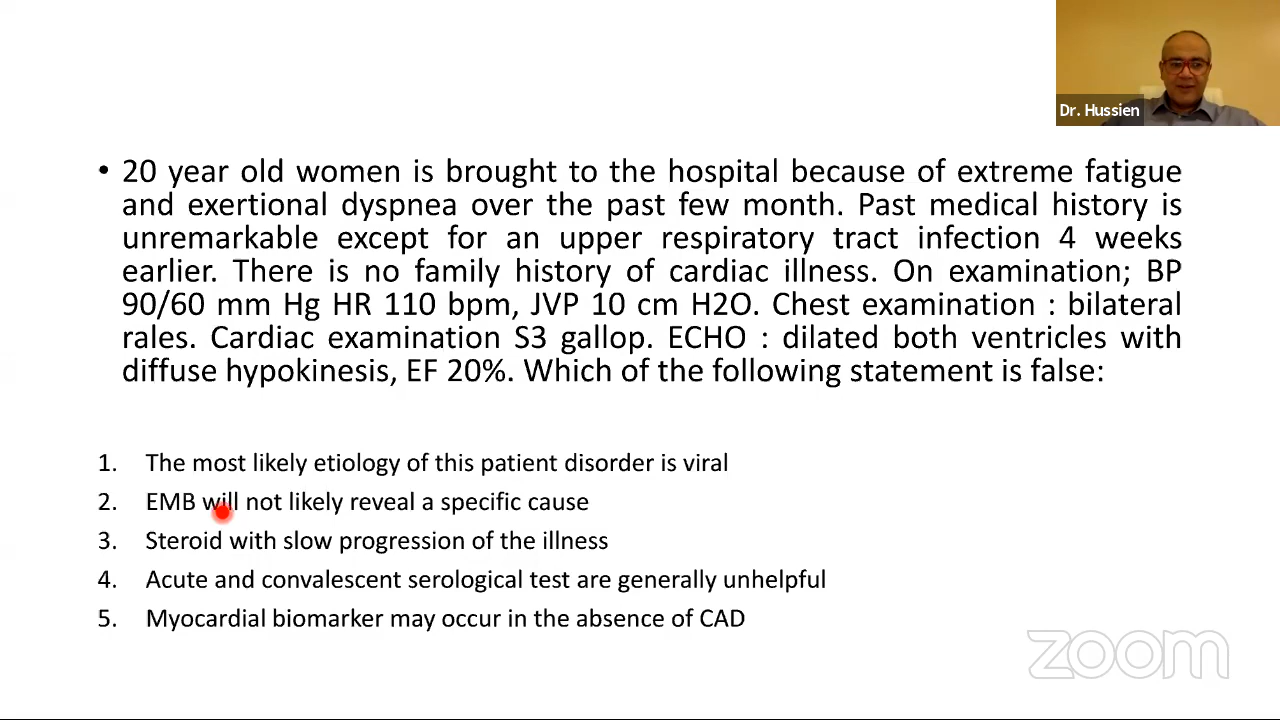 Dr. Hussien
• 20 year old women is brought to the hospital because of extreme fatigue
and exertional dyspnea over the past few month. Past medical history is
unremarkable except for an upper respiratory tract infection 4 weeks
earlier. There is no family history of cardiac illness. On examination; BP
90/60 mm Hg HR 110 bpm, JVP 10 cm H2O. Chest examination : bilateral
rales. Cardiac examination S3 gallop. ECHO : dilated both ventricles with
diffuse hypokinesis, EF 20%. Which of the following statement is false:
1. The most likely etiology of this patient disorder is viral
2. EMB will not likely reveal a specific cause
3. Steroid with slow progression of the illness
4. Acute and convalescent serological test are generally unhelpful
5. Myocardial biomarker may occur in the absence of CAD
zoom